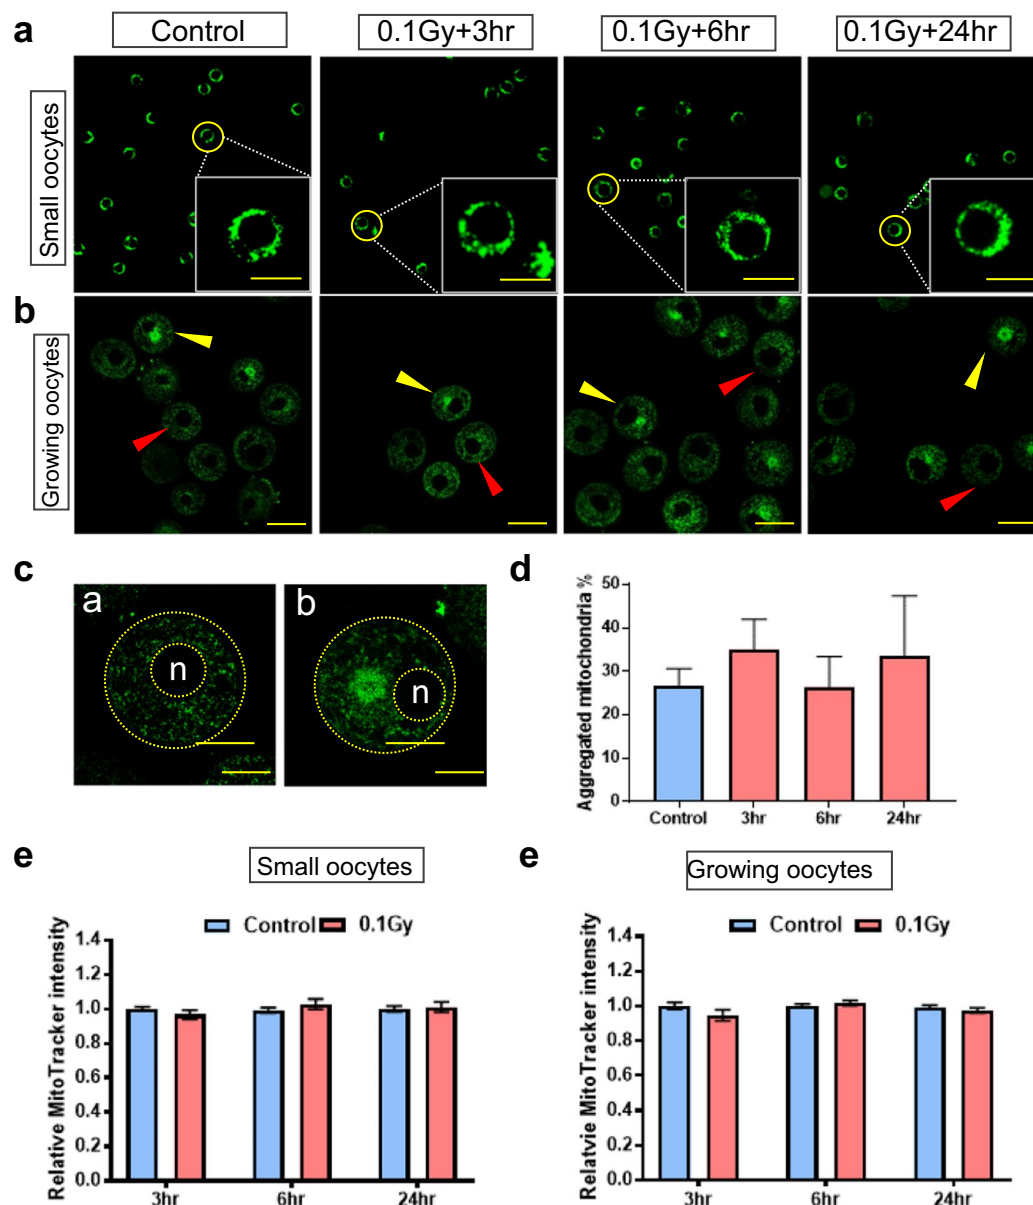 a
Control
0.1Gy+3hr
0.1Gy+6hr
0.1Gy+24hr
Small oocytes
b
Growing oocytes
c
a
n
b
n
d
Aggregated mitochondria %
50
40
30
20
10
0
Control
3hr
6hr
24hr
e
Small oocytes
Control
0.1Gy
Relative MitoTracker intensity
1.4
1.2
1.0
0.8
0.6
0.4
0.2
0.0
3hr
6hr
24hr
e
Growing oocytes
Control
0.1Gy
Relatvie MitoTracker intensity
1.4
1.2
1.0
0.8
0.6
0.4
0.2
0.0
3hr
6hr
24hr